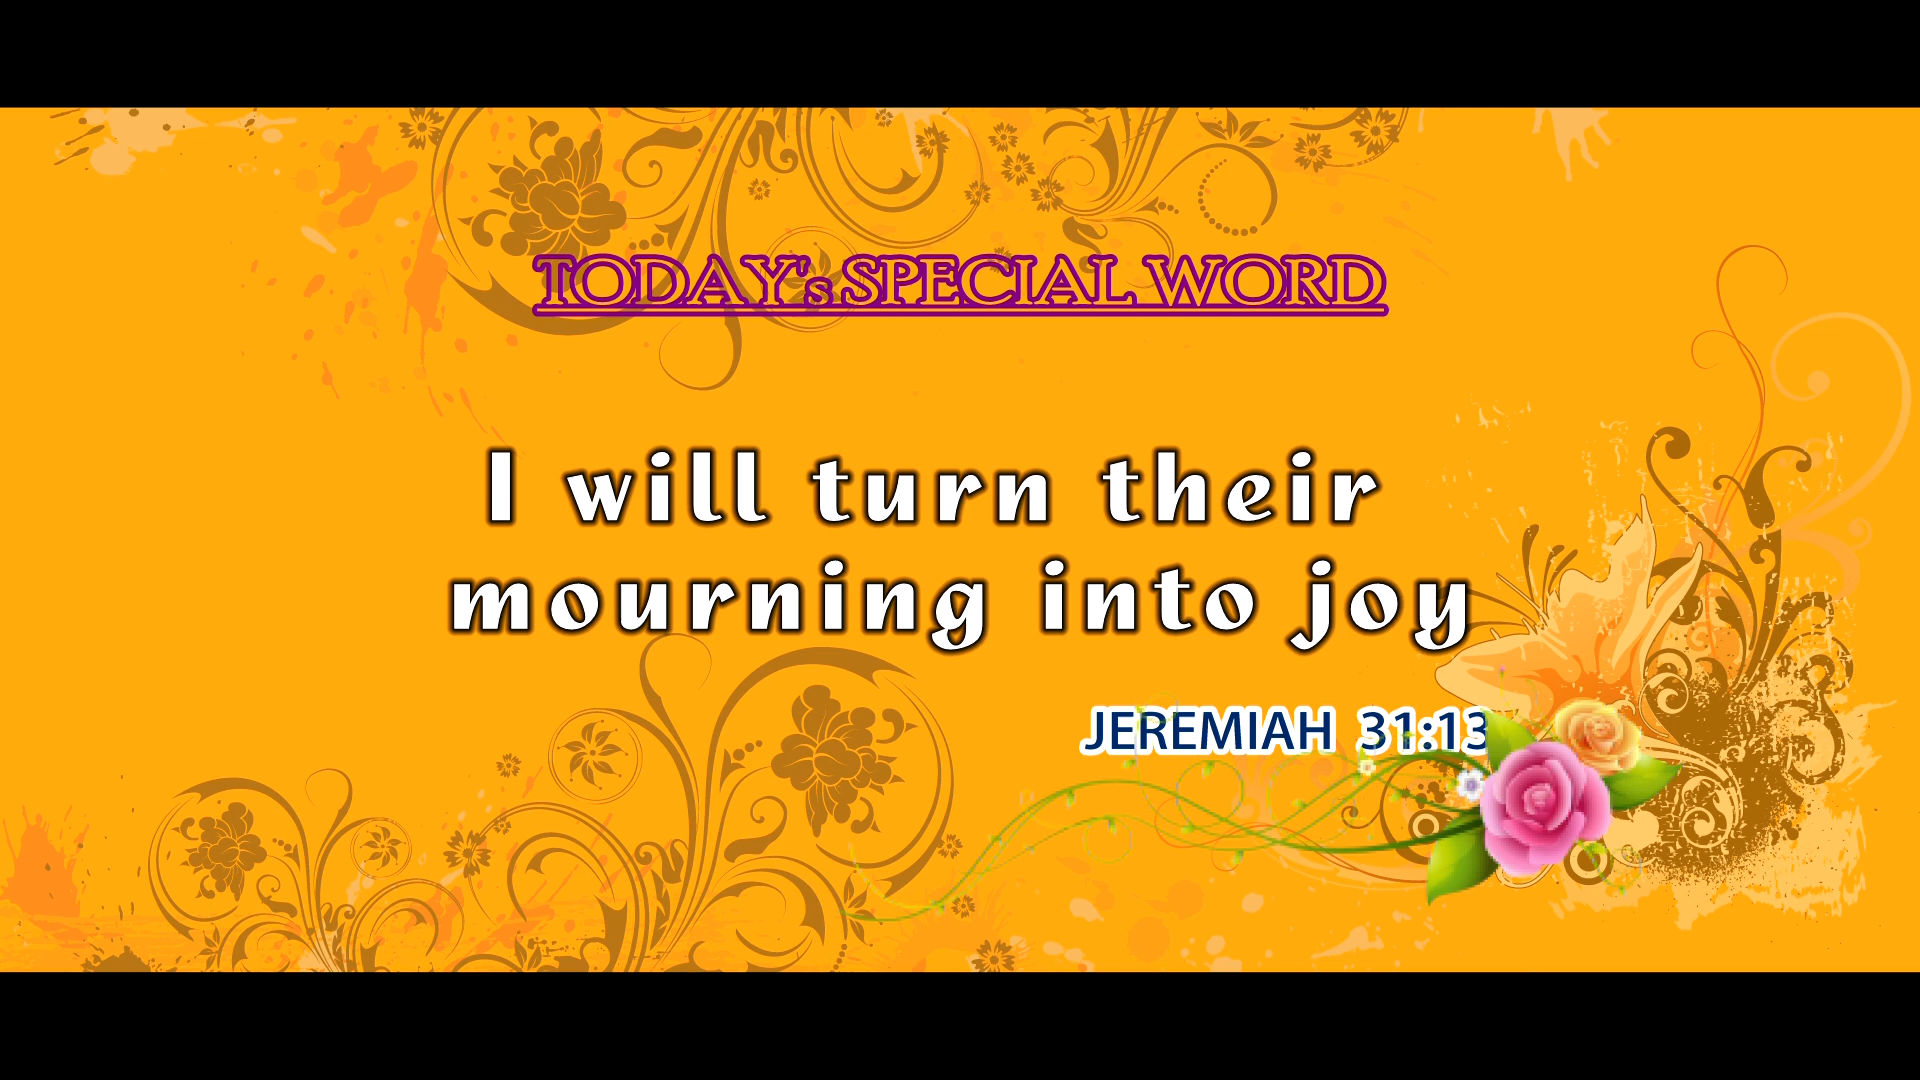 TODAY's SPECIAL WORD
I will turn their
mourning into joy
JEREMIAH 31:13